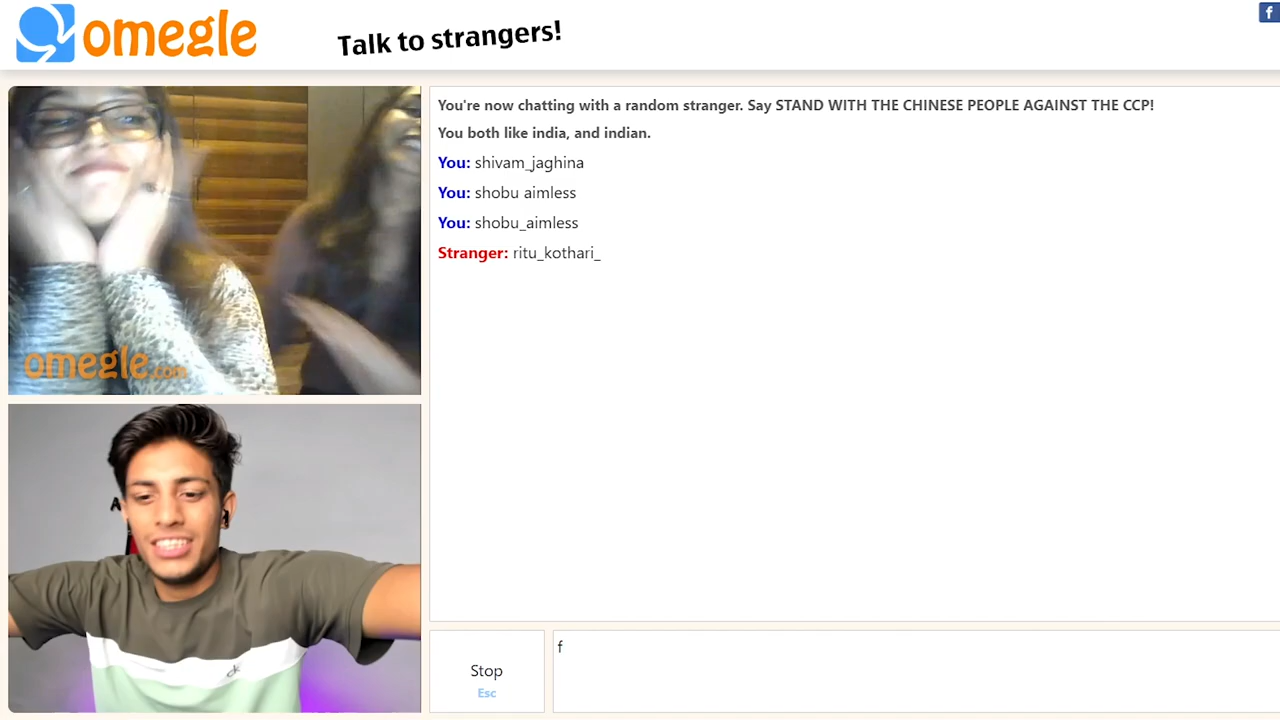 omegle
Talk to strangers!
f
You're now chatting with a random stranger. Say STAND WITH THE CHINESE PEOPLE AGAINST THE CCP!
You both like india, and indian.
You: shivam_jaghina
You: shobu aimless
You: shobu_aimless
Stranger: ritu_kothari_
omegle.com
Stop
Esc
f